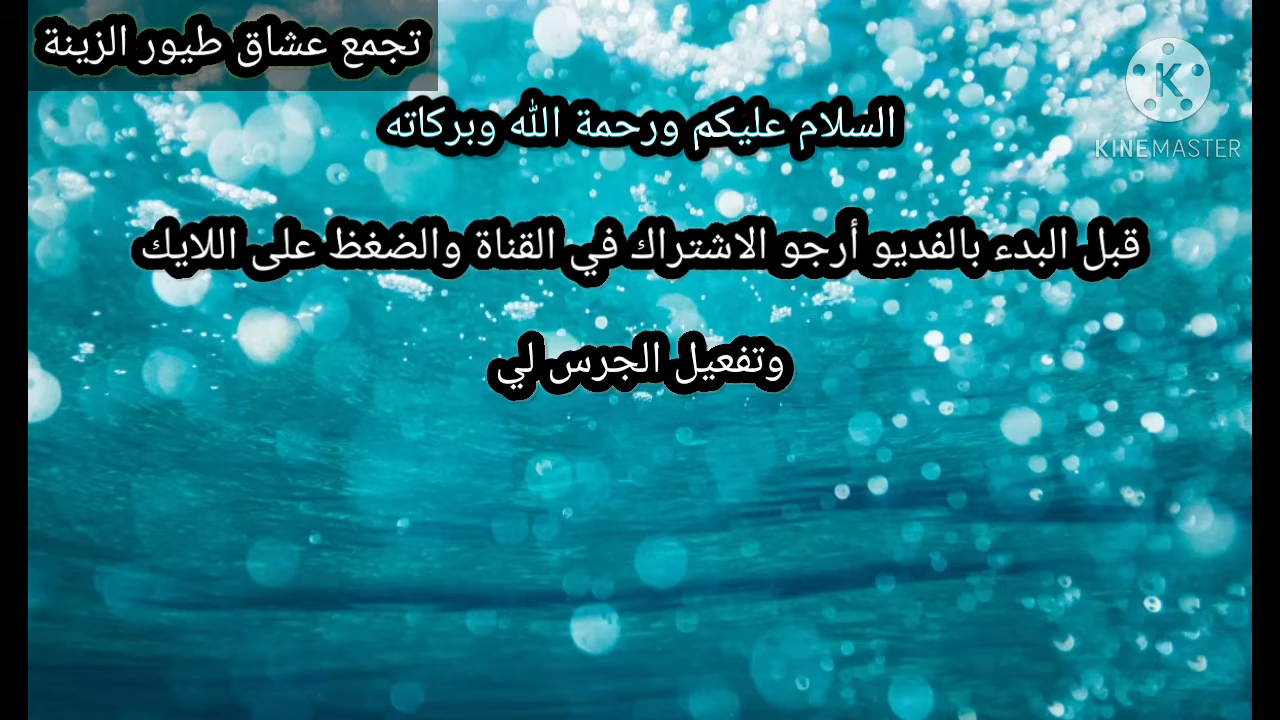 تجمع عشاق طيور الزينة
KINEMASTER
السلام عليكم ورحمة الله وبركاته
قبل البدء بالفديو أرجو الاشتراك في القناة والضغظ على اللايك
وتفعيل الجرس لي